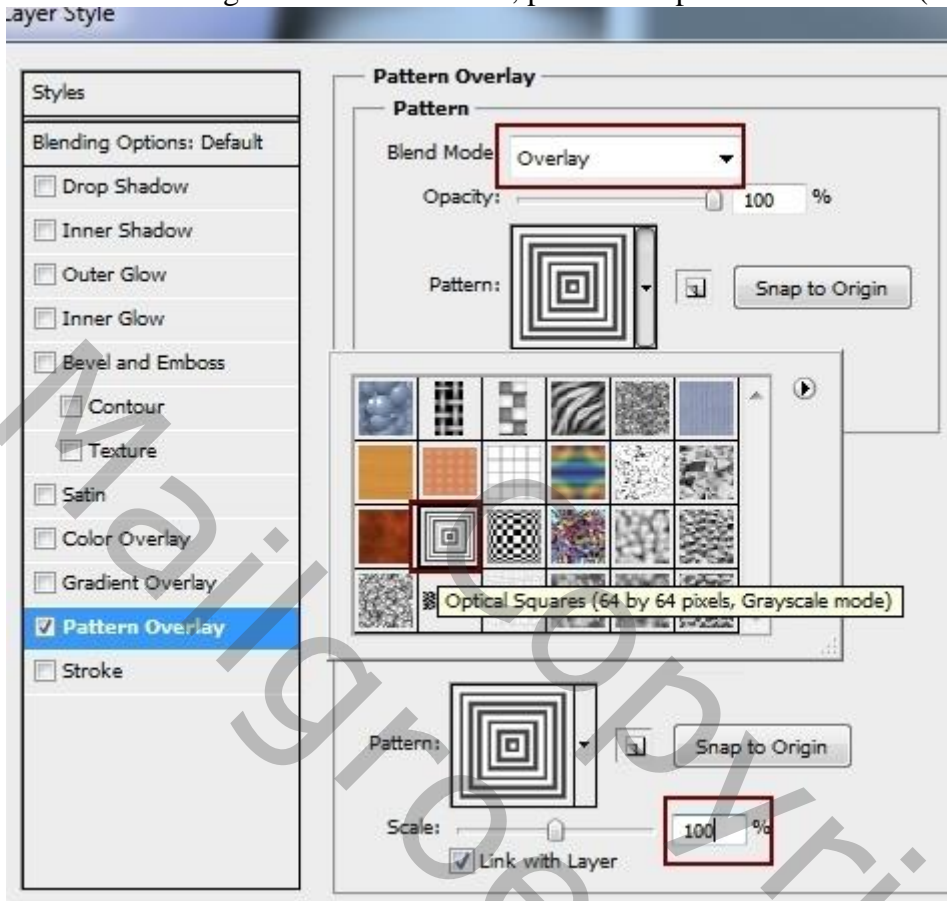 Layer Style
Styles
Blending Options: Default
Drop Shadow
Inner Shadow
Outer Glow
Inner Glow
Bevel and Emboss
Contour
Texture
Satin
Color Overlay
Gradient Overlay
Pattern Overlay
Stroke
Pattern Overlay
Pattern
Blend Mode Overlay
Opacity: 100 %
Pattern: Snap to Origin
Optical Squares (64 by 64 pixels, Grayscale mode)
Pattern: Snap to Origin
Scale: 100 %
Link with Layer